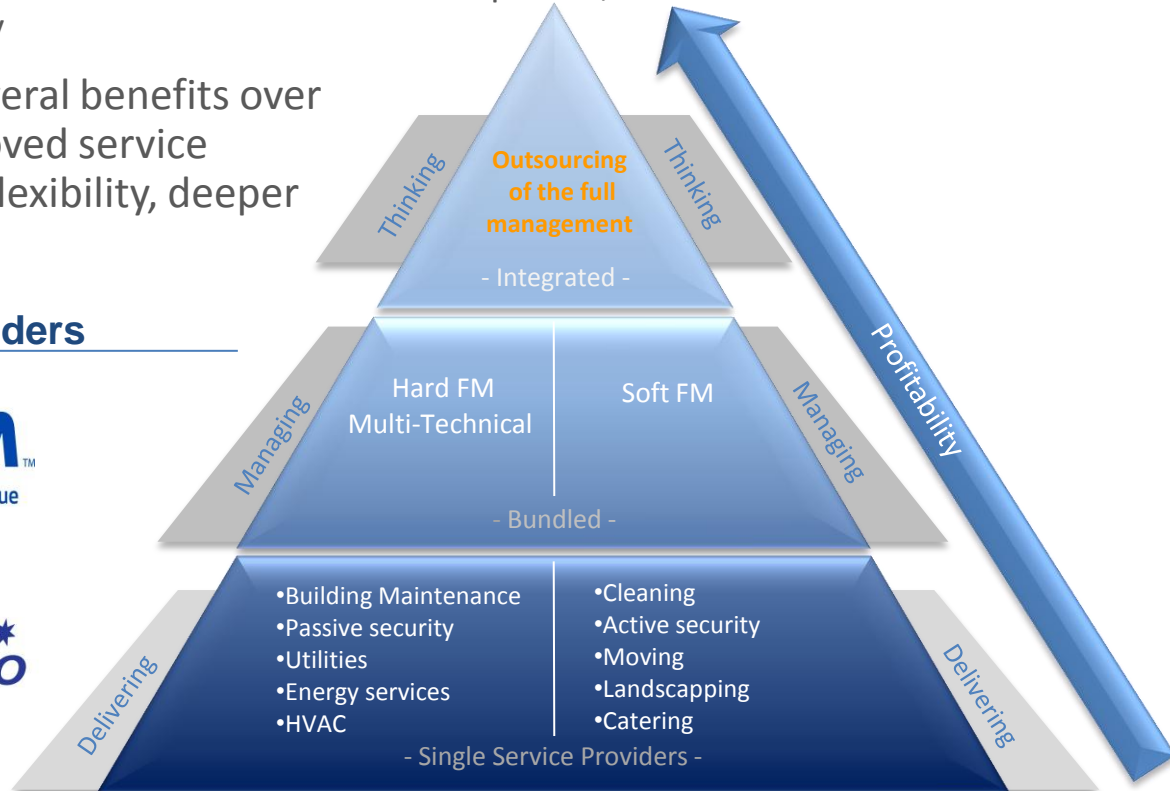 eral benefits over
oved service
lexibility, deeper
ders
TM
ue
Thinking
Outsourcing
of the full
management
- Integrated -
Thinking
Profitability
Managing
Hard FM
Multi-Technical
Soft FM
- Bundled -
Managing
Delivering
•Building Maintenance
•Passive security
•Utilities
•Energy services
•HVAC
•Cleaning
•Active security
•Moving
•Landscapping
•Catering
- Single Service Providers -
Delivering